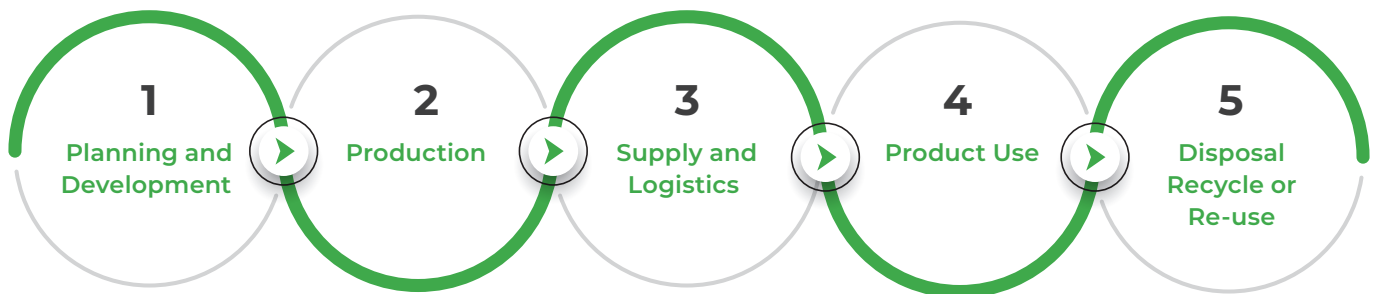 1
Planning and
Development
2
Production
3
Supply and
Logistics
4
Product Use
5
Disposal
Recycle or
Re-use